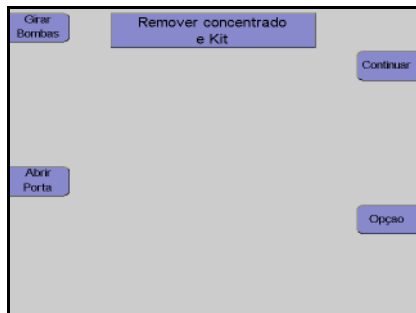 Girar
Bombas
Remover concentrado
e Kit
Continuar
Abrir
Porta
Opçao